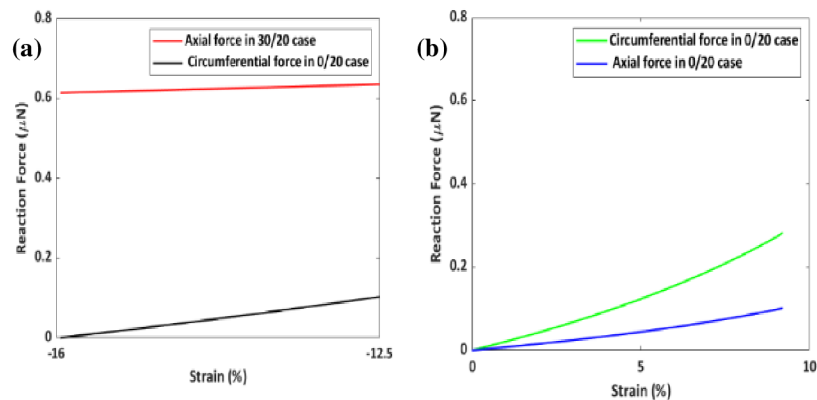 (a)
0.8
0.6
0.4
0.2
0
Reaction Force (μN)
Axial force in 30/20 case
Circumferential force in 0/20 case
-16
-12.5
Strain (%)
(b)
0.8
0.6
0.4
0.2
0
Reaction Force (μN)
Circumferential force in 0/20 case
Axial force in 0/20 case
0
5
10
Strain (%)